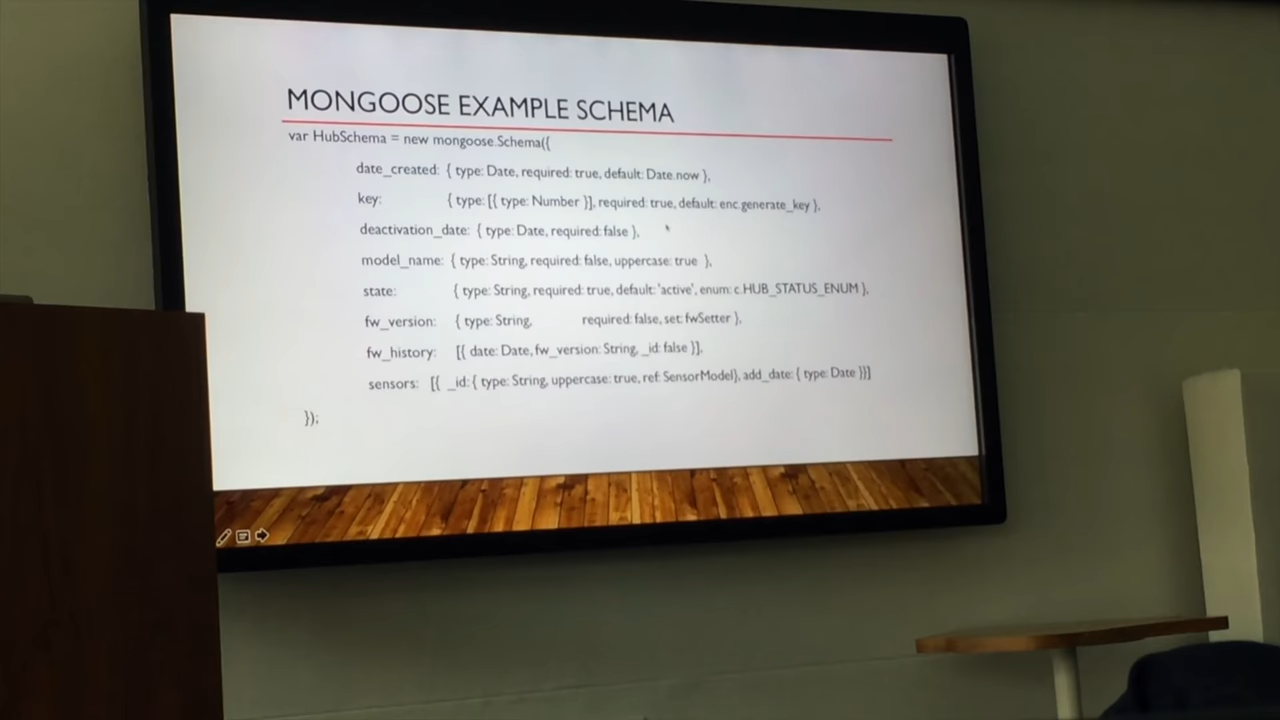 MONGOOSE EXAMPLE SCHEMA
var HubSchema = new mongoose.Schema({
date_created: { type: Date, required: true, default: Date.now },
key: { type: [{ type: Number }], required: true, default: enc.generate_key },
deactivation_date: { type: Date, required: false },
model_name: { type: String, required: false, uppercase: true },
state: { type: String, required: true, default: 'active', enum: c.HUB_STATUS_ENUM },
fw_version: { type: String, required: false, set: fwSetter },
fw_history: [{ date: Date, fw_version: String, _id: false }],
sensors: [{ _id: { type: String, uppercase: true, ref: SensorModel}, add_date: { type: Date }}]
});